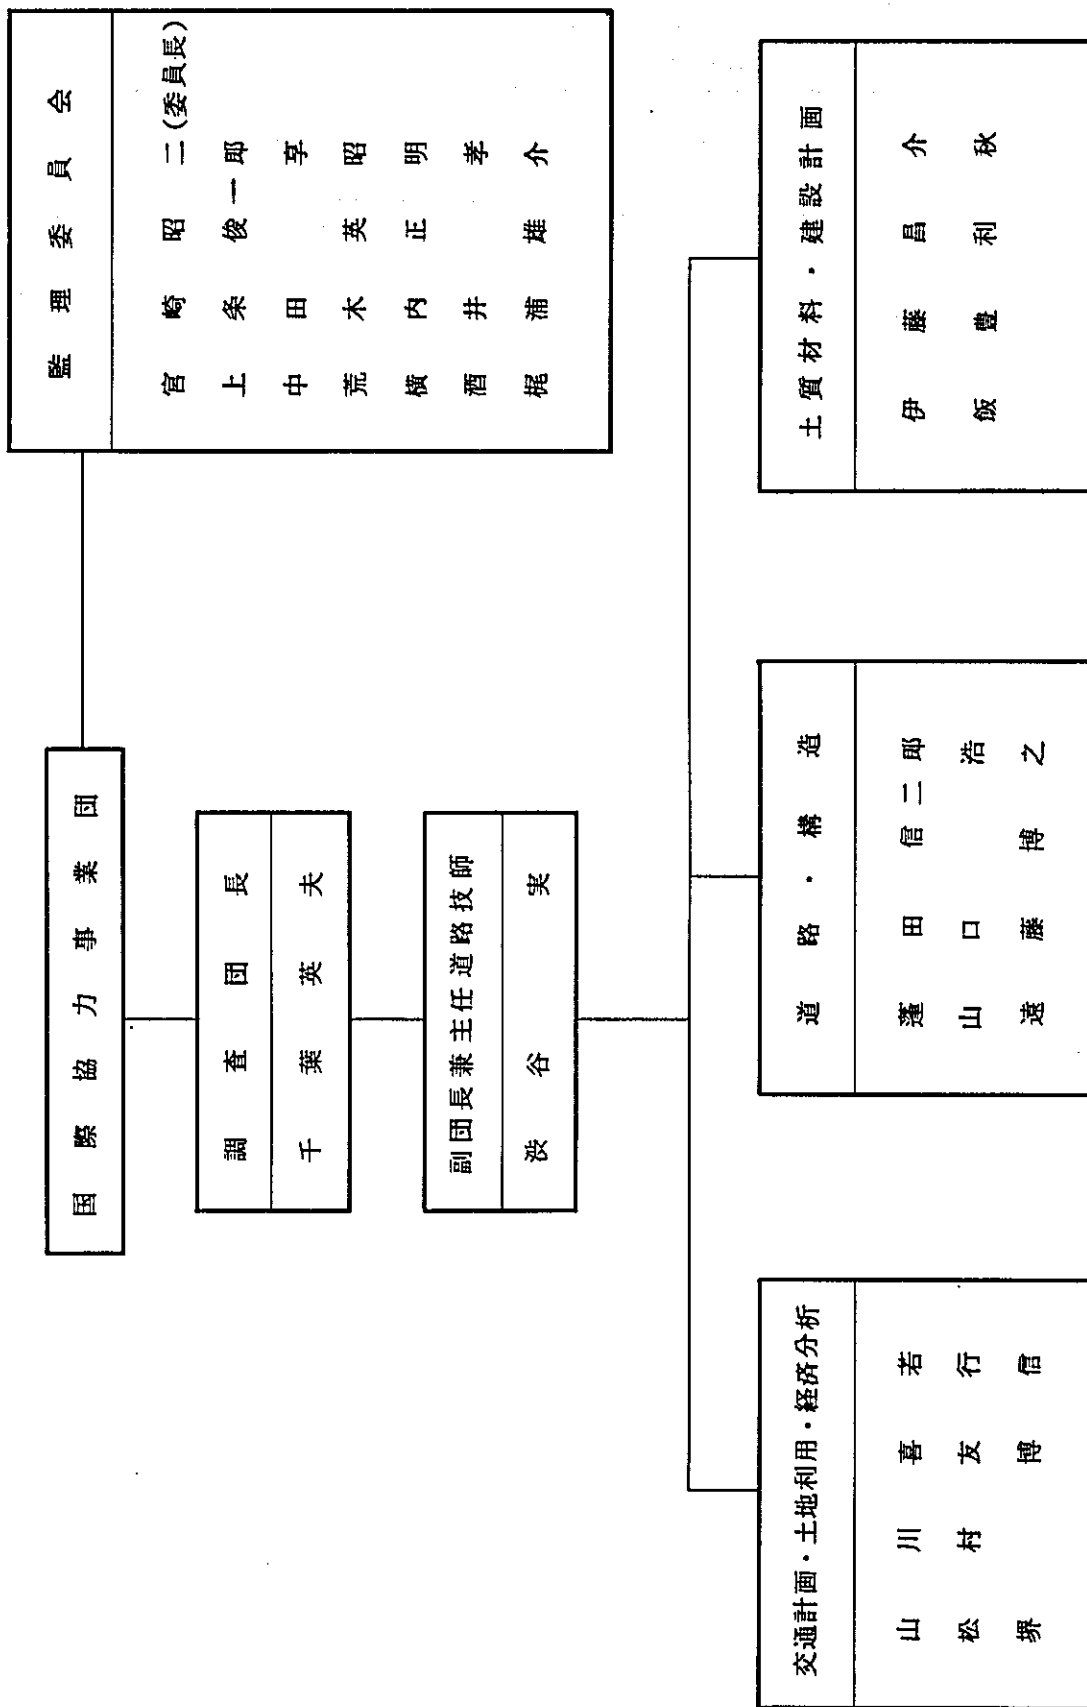 国際協力事業団
監理委員会
宮崎昭二(委員長)
上条俊一郎
中田享
荒木英昭
横内正明
酒井孝
梶浦雄介
調査団長
千葉英夫
副団長兼主任道路技師
渋谷実
交通計画・土地利用・経済分析
山川喜若
松村友行
堺博信
道路・構造
蓬田信二郎
山口浩
遠藤博之
土質材料・建設計画
伊藤昌介
飯豊利秋